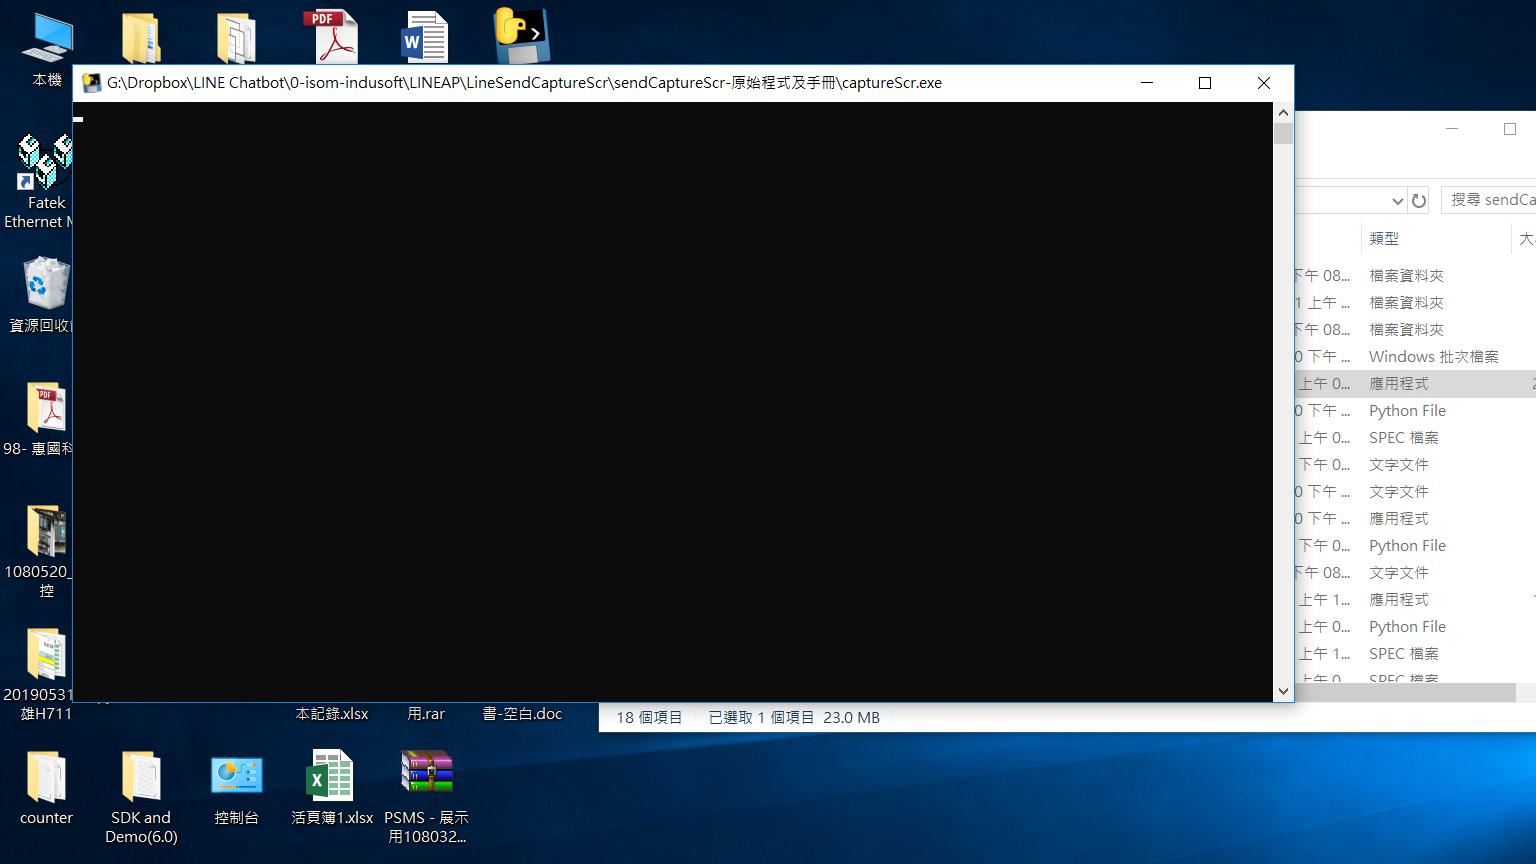 本機
G:\Dropbox\LINE Chatbot\0-isom-indusoft\LINEAP\LineSendCaptureScr\sendCaptureScr-原始程式及手冊\captureScr.exe
Fatek
Ethernet
資源回收
98- 惠國科
1080520_
控
20190531
雄H711
counter
SDK and
Demo(6.0)
控制台
本記錄.xlsx
活頁簿1.xlsx
用.rar
PSMS - 展示
用108032...
書-空白.doc
搜尋 sendCa
類型
下午 08... 檔案資料夾
1 上午 ... 檔案資料夾
下午 08... 檔案資料夾
0 下午 ... Windows 批次檔案
上午 0... 應用程式 2
0 下午 ... Python File
上午 0... SPEC 檔案
下午 0... 文字文件
0 下午 ... 文字文件
0 下午 ... 應用程式
下午 0... Python File
下午 08... 文字文件
上午 1... 應用程式
上午 0... Python File
上午 1... SPEC 檔案
上午 0... SPEC 檔案
18 個項目 已選取 1 個項目 23.0 MB